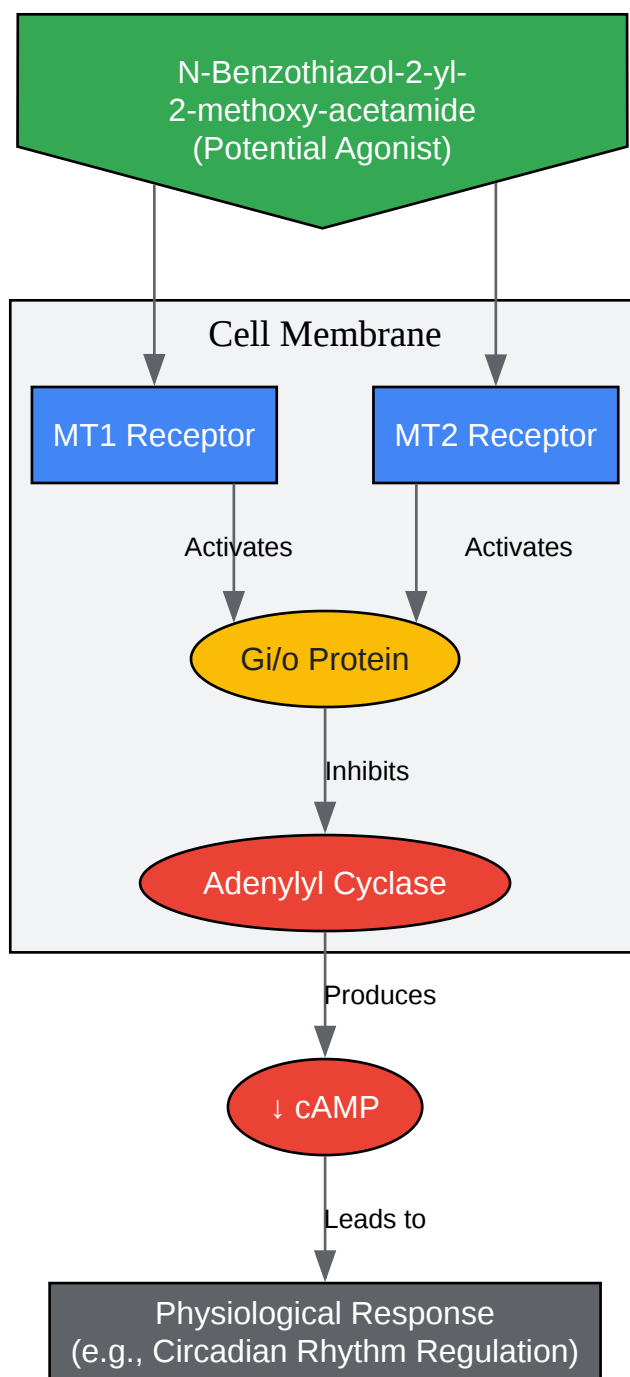 N-Benzothiazol-2-yl-
2-methoxy-acetamide
(Potential Agonist)
Cell Membrane
MT1 Receptor
MT2 Receptor
Activates
Activates
Gi/o Protein
Inhibits
Adenylyl Cyclase
Produces
↓ cAMP
Leads to
Physiological Response
(e.g., Circadian Rhythm Regulation)